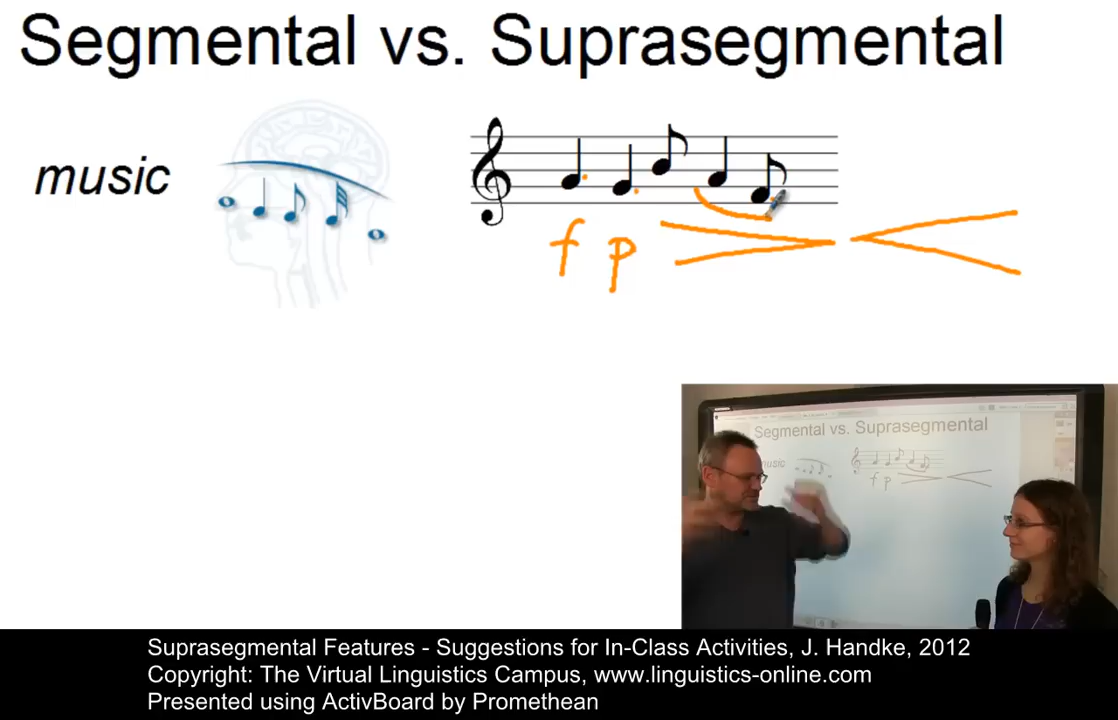 Segmental vs. Suprasegmental
music
f p
Segmental vs. Suprasegmental
music
f p
Suprasegmental Features - Suggestions for In-Class Activities, J. Handke, 2012
Copyright: The Virtual Linguistics Campus, www.linguistics-online.com
Presented using ActivBoard by Promethean